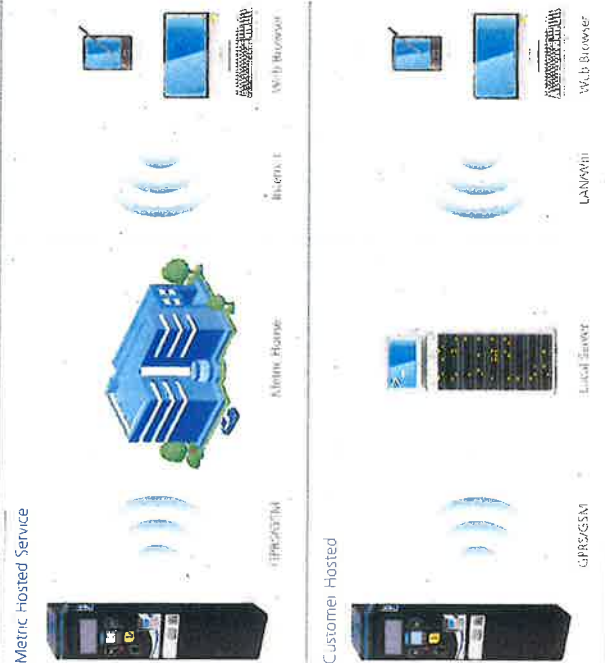 Metric Hosted Service
GPRS/GSM
Metric House
Internet
Web Browser
Customer Hosted
GPRS/GSM
Local Server
LAN/Wifi
Web Browser